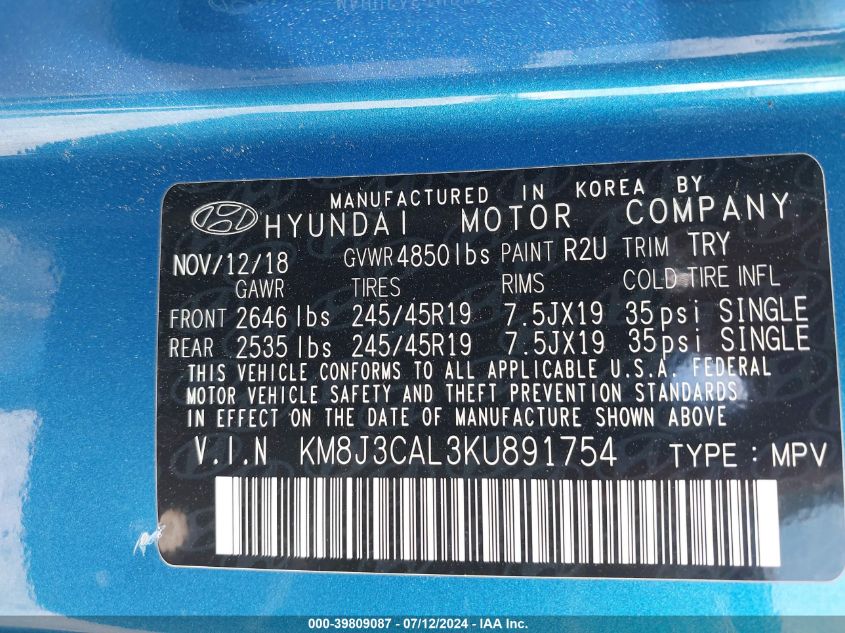 MANUFACTURED IN KOREA BY
HYUNDAI MOTOR COMPANY
NOV/12/18 GVWR 4850 lbs PAINT R2U TRIM TRY
GAWR TIRES RIMS COLD TIRE INFL
FRONT 2646 lbs 245/45R19 7.5JX19 35psi SINGLE
REAR 2535 lbs 245/45R19 7.5JX19 35psi SINGLE
THIS VEHICLE CONFORMS TO ALL APPLICABLE U.S.A. FEDERAL
MOTOR VEHICLE SAFETY AND THEFT PREVENTION STANDARDS
IN EFFECT ON THE DATE OF MANUFACTURE SHOWN ABOVE
V.I.N KM8J3CAL3KU891754 TYPE : MPV
000-39809087 - 07/12/2024 - IAA Inc.